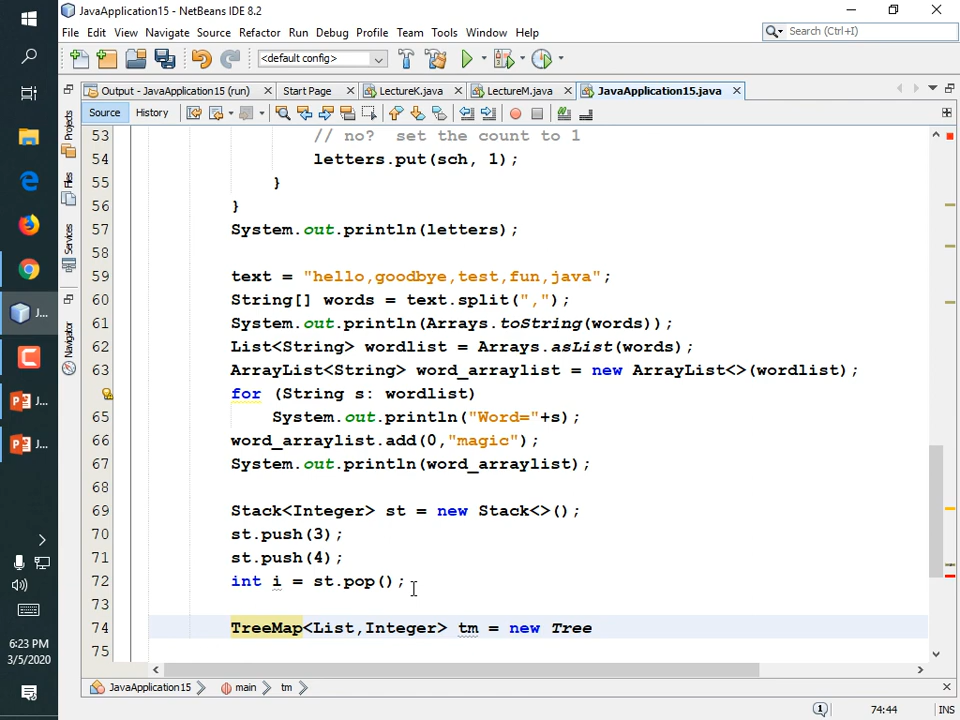 JavaApplication15 - NetBeans IDE 8.2
File Edit View Navigate Source Refactor Run Debug Profile Team Tools Window Help
Search (Ctrl+I)
<default config>
Output - JavaApplication15 (run) Start Page LectureK.java LectureM.java JavaApplication15.java
Source History
Projects
Files
Services
Navigator
53 // no? set the count to 1
54 letters.put(sch, 1);
55 }
56 }
57 System.out.println(letters);
58
59 text = "hello,goodbye,test,fun,java";
60 String[] words = text.split(",");
61 System.out.println(Arrays.toString(words));
62 List<String> wordlist = Arrays.asList(words);
63 ArrayList<String> word_arraylist = new ArrayList<>(wordlist);
for (String s: wordlist)
65 System.out.println("Word="+s);
66 word_arraylist.add(0,"magic");
67 System.out.println(word_arraylist);
68
69 Stack<Integer> st = new Stack<>();
70 st.push(3);
71 st.push(4);
72 int i = st.pop();
73
74 TreeMap<List,Integer> tm = new Tree
75
J...
J...
J...
6:23 PM
3/5/2020
JavaApplication15 main tm
1
74:44 INS